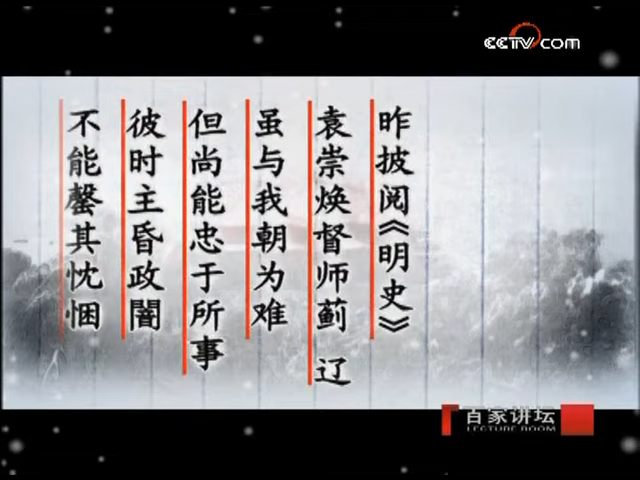 CCTV.com
昨披阅《明史》
袁崇焕督师蓟 辽
虽与我朝为难
但尚能忠于所事
彼时主昏政闇
不能罄其忱悃
百家讲坛
LECTURE ROOM